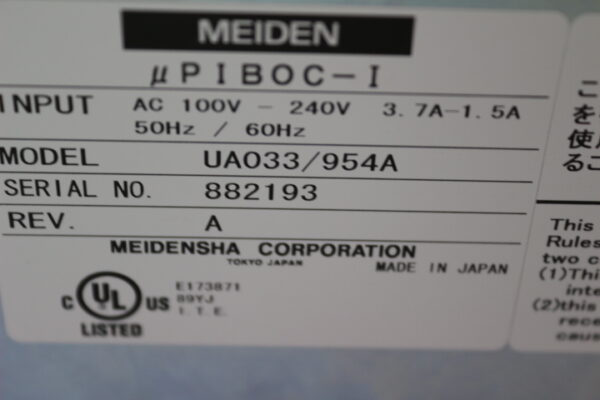 MEIDEN
μPIBOC-I
INPUT AC 100V - 240V 3.7A-1.5A
50Hz / 60Hz
MODEL UA033/954A
SERIAL NO. 882193
REV. A
MEIDENSHA CORPORATION
TOKYO JAPAN MADE IN JAPAN
C UL US
LISTED
E173871
89YJ
I.T.E.
こ
を
使用
るこ
This
Rules
two c
(1)Thi
inte
(2)this
rece
caus